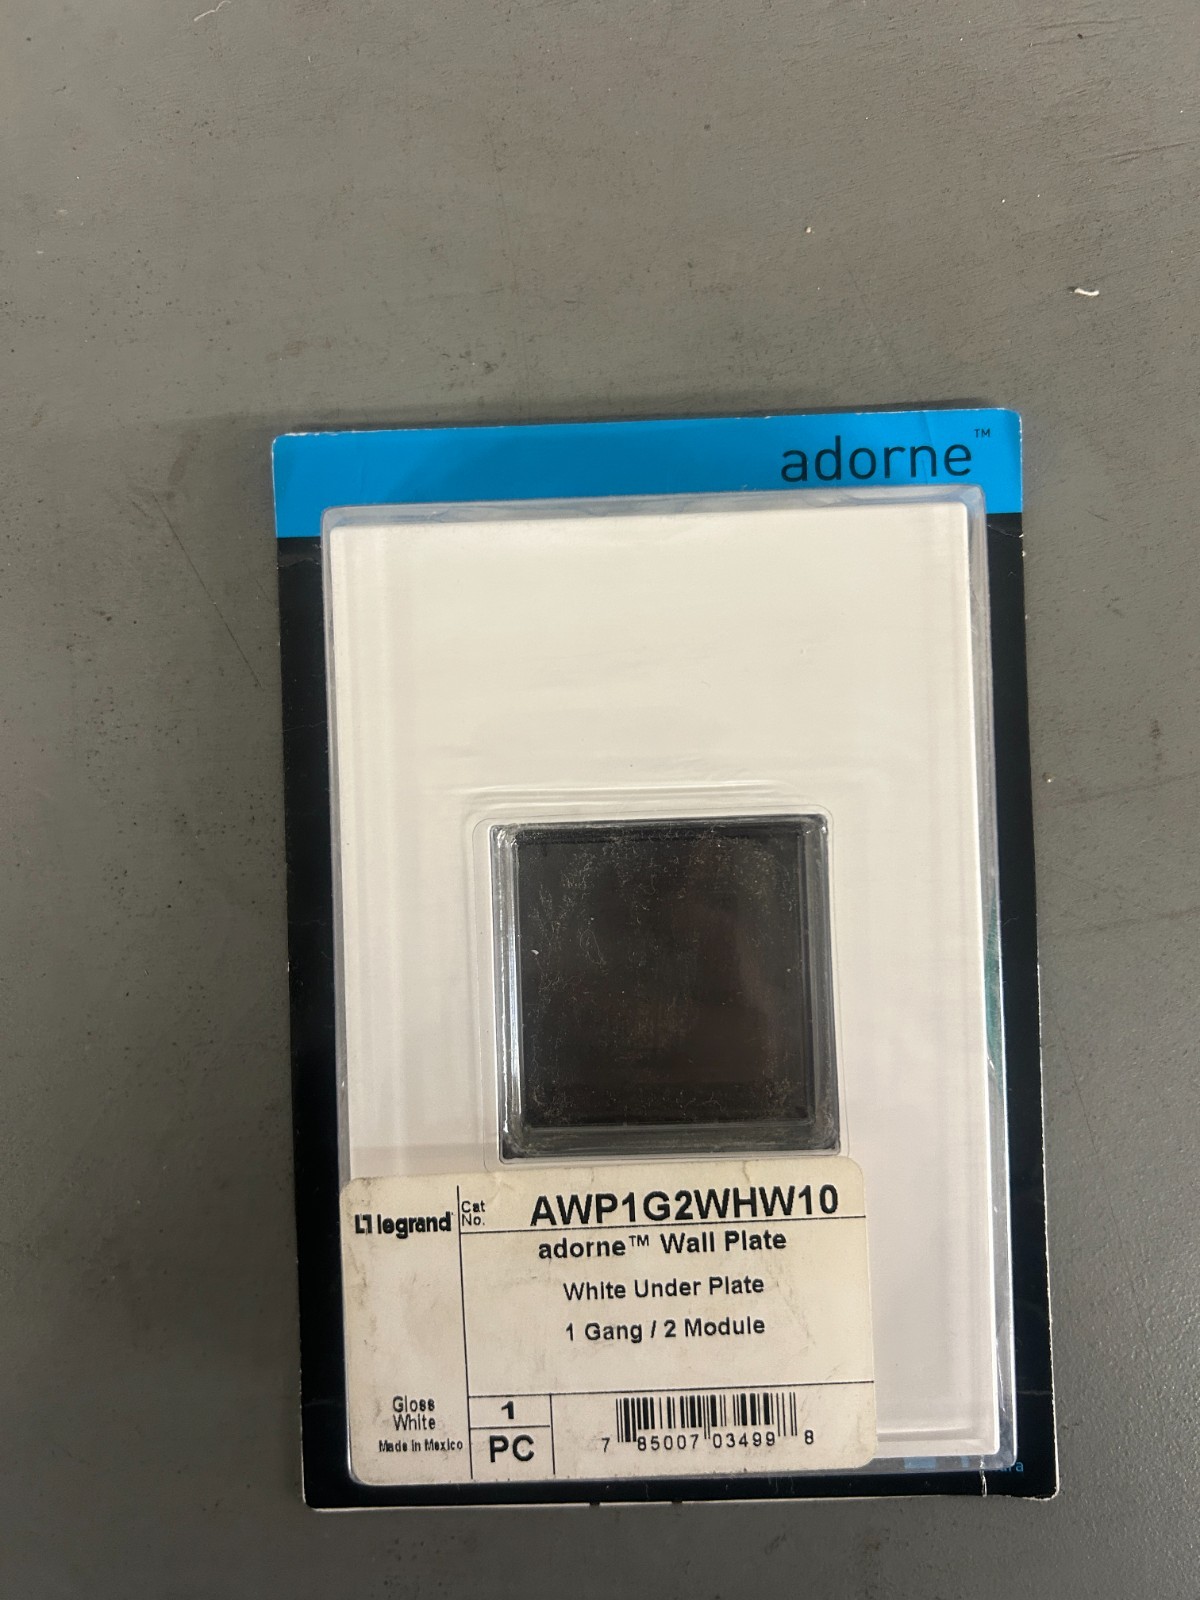 adorne™
legrand
Cat
No.
AWP1G2WHW10
adorne™ Wall Plate
White Under Plate
1 Gang / 2 Module
Gloss
White
Made in Mexico
1
PC
7 85007 03499 8